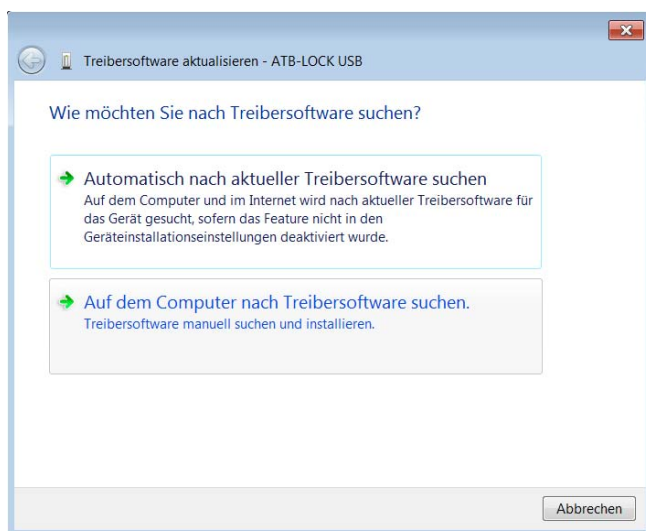 Treibersoftware aktualisieren - ATB-LOCK USB
Wie möchten Sie nach Treibersoftware suchen?
Automatisch nach aktueller Treibersoftware suchen
Auf dem Computer und im Internet wird nach aktueller Treibersoftware für
das Gerät gesucht, sofern das Feature nicht in den
Geräteinstallationseinstellungen deaktiviert wurde.
Auf dem Computer nach Treibersoftware suchen.
Treibersoftware manuell suchen und installieren.
Abbrechen